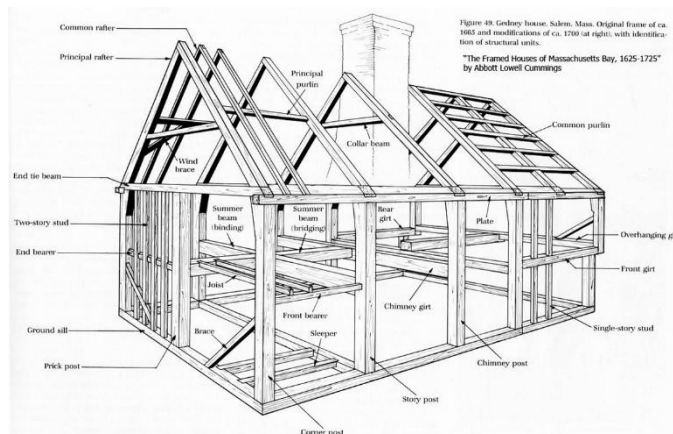 Common rafter
Principal rafter
Figure 49. Gedney house. Salem, Mass. Original frame of ca.
1665 and modifications of ca. 1700 (at right), with identifica-
tion of structural units.
"The Framed Houses of Massachusetts Bay, 1625-1725"
by Abbott Lowell Cummings
Principal
purlin
Common purlin
Collar beam
Wind
brace
End tie beam
Two-story stud
Summer
beam
(binding)
Summer
beam
(bridging)
Rear
girt
Plate
Overhanging g
End bearer
Joist
Front girt
Chimney girt
Front bearer
Ground sill
Brace
Sleeper
Single-story stud
Prick post
Chimney post
Story post
Corner post